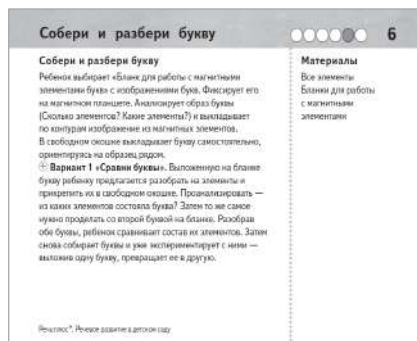 Собери и разбери букву
6
Собери и разбери букву
Ребенок выбирает «Бланк для работы с магнитными
элементами букв» с изображениями букв. Фиксирует его
на магнитном планшете. Анализирует образ буквы
(Сколько элементов? Какие элементы?) и выкладывает
по контурам изображение из магнитных элементов.
В свободном окошке выкладывает букву самостоятельно,
ориентируясь на образец рядом.
Вариант 1 «Сравни буквы». Выложенную на бланке
букву ребенку предлагается разобрать на элементы и
прикрепить их в свободном окошке. Проанализировать —
из каких элементов состояла буква? Затем то же самое
нужно проделать со второй буквой на бланке. Разобрав
обе буквы, ребенок сравнивает состав их элементов. Затем
снова собирает буквы и уже экспериментирует с ними —
выложив одну букву, превращает ее в другую.
Материалы
Все элементы
Бланки для работы
с магнитными
элементами
Речь:плюс®. Речевое развитие в детском саду